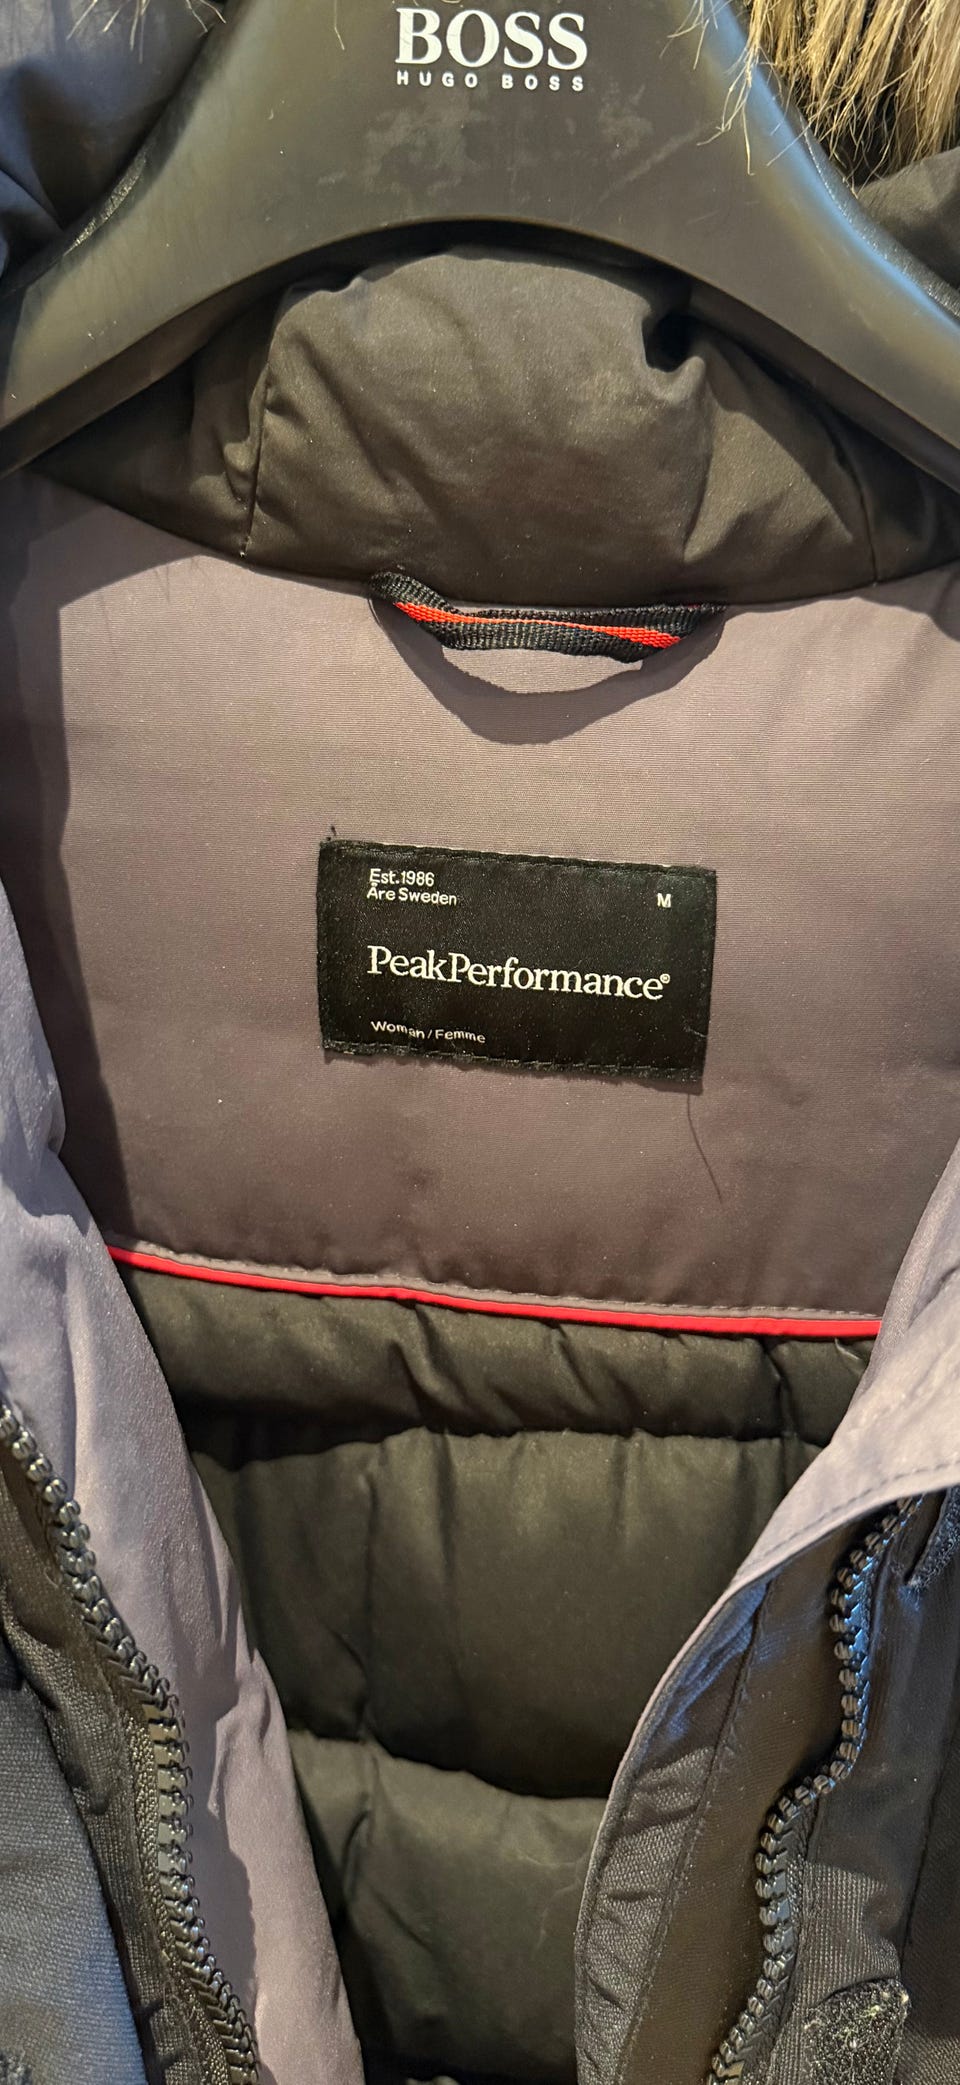 BOSS
HUGO BOSS
Est.1986
Åre Sweden
M
PeakPerformance®
Woman/Femme